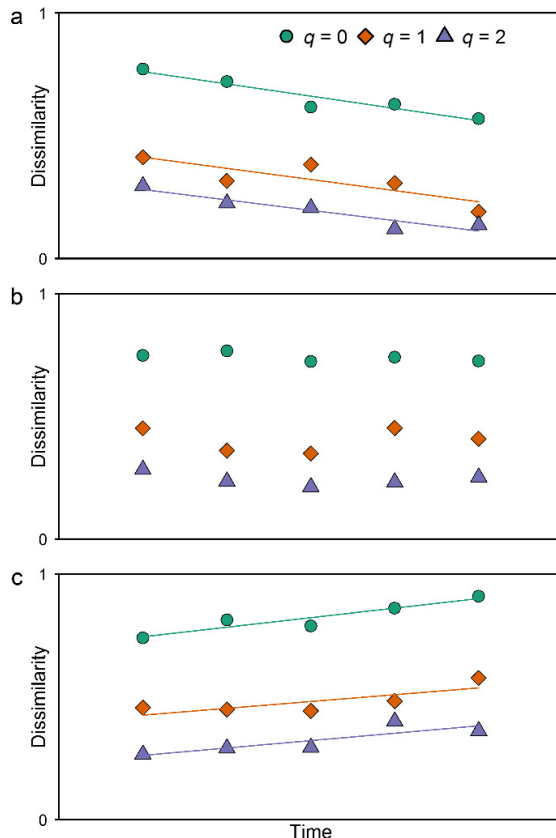 a
1
q = 0 q = 1 q = 2
Dissimilarity
0
b
1
Dissimilarity
0
c
1
Dissimilarity
0
Time